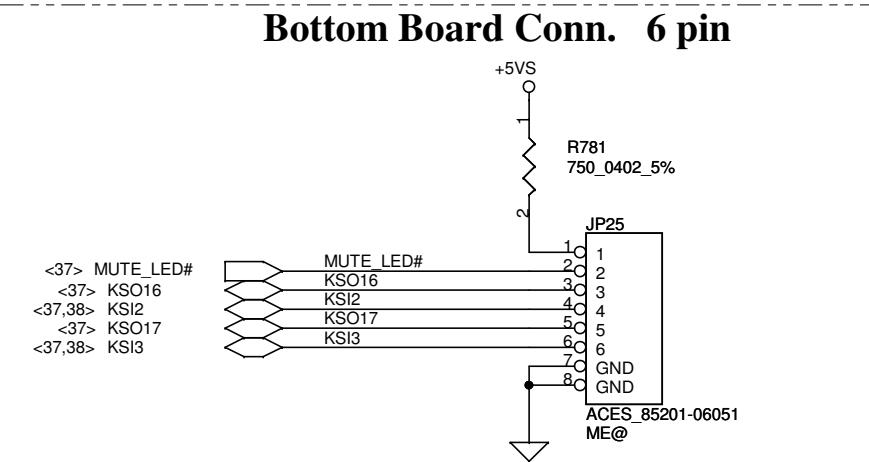 Bottom Board Conn. 6 pin
+5VS
1
R781
750_0402_5%
2
JP25
1 1
<37> MUTE_LED# MUTE_LED# 2 2
<37> KSO16 KSO16 3 3
<37,38> KSI2 KSI2 4 4
<37> KSO17 KSO17 5 5
<37,38> KSI3 KSI3 6 6
7 GND
8 GND
ACES_85201-06051
ME@